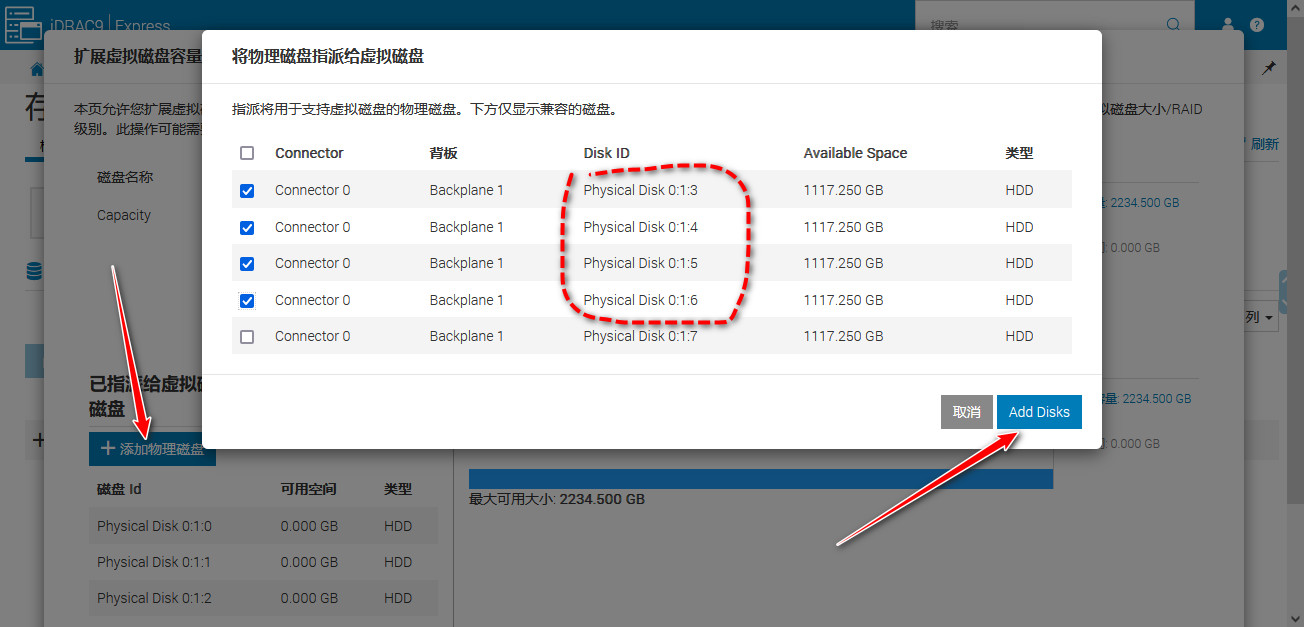 iDRAC9 | Express
搜索
扩展虚拟磁盘容量
将物理磁盘指派给虚拟磁盘
存
本页允许您扩展虚拟
级别。此操作可能需
拟磁盘大小/RAID
指派将用于支持虚拟磁盘的物理磁盘。下方仅显示兼容的磁盘。
刷新
Connector 背板 Disk ID Available Space 类型
磁盘名称
Connector 0 Backplane 1 Physical Disk 0:1:3 1117.250 GB HDD
2234.500 GB
Capacity
Connector 0 Backplane 1 Physical Disk 0:1:4 1117.250 GB HDD
0.000 GB
Connector 0 Backplane 1 Physical Disk 0:1:5 1117.250 GB HDD
Connector 0 Backplane 1 Physical Disk 0:1:6 1117.250 GB HDD
列
Connector 0 Backplane 1 Physical Disk 0:1:7 1117.250 GB HDD
已指派给虚拟磁
磁盘
量: 2234.500 GB
取消 Add Disks
+ 添加物理磁盘
0.000 GB
磁盘 Id 可用空间 类型
最大可用大小: 2234.500 GB
Physical Disk 0:1:0 0.000 GB HDD
Physical Disk 0:1:1 0.000 GB HDD
Physical Disk 0:1:2 0.000 GB HDD